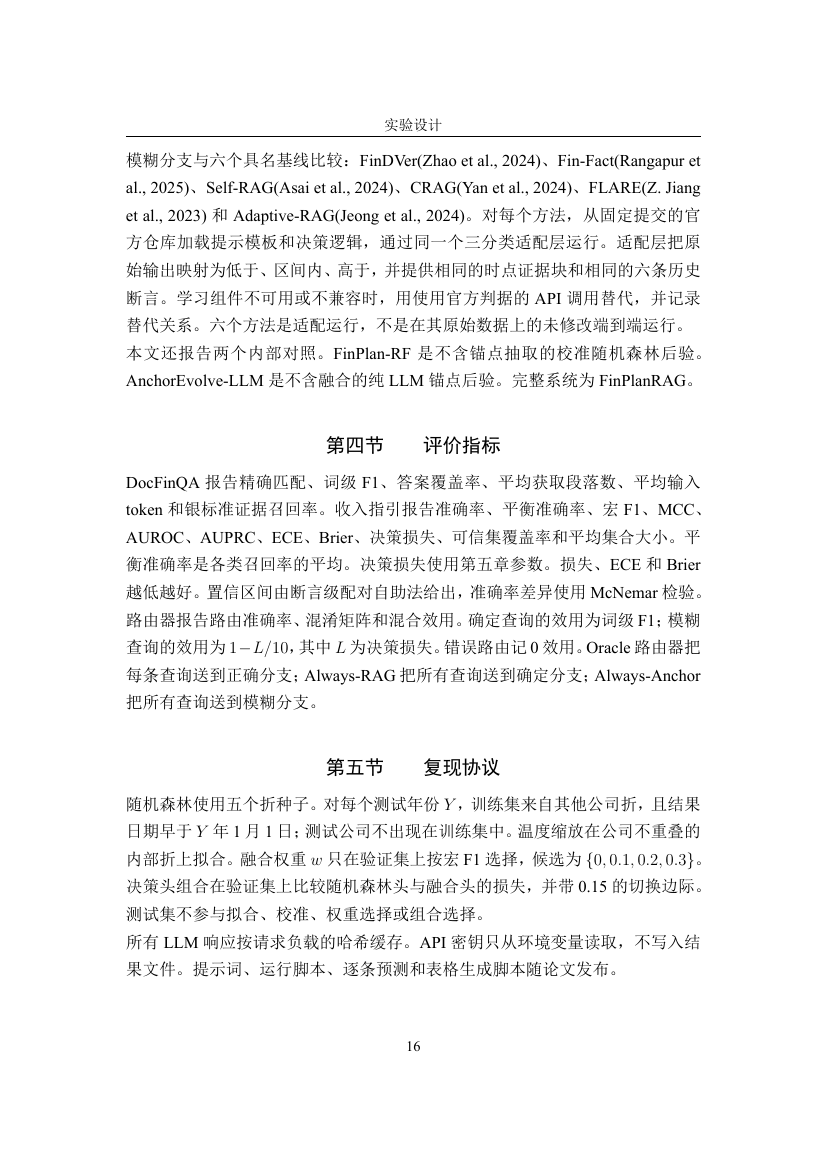 实验设计
模糊分支与六个具名基线比较：FinDVer(Zhao et al., 2024)、Fin-Fact(Rangapur et
al., 2025)、Self-RAG(Asai et al., 2024)、CRAG(Yan et al., 2024)、FLARE(Z. Jiang
et al., 2023) 和 Adaptive-RAG(Jeong et al., 2024)。对每个方法，从固定提交的官
方仓库加载提示模板和决策逻辑，通过同一个三分类适配层运行。适配层把原
始输出映射为低于、区间内、高于，并提供相同的时点证据块和相同的六条历史
断言。学习组件不可用或不兼容时，用使用官方判据的 API 调用替代，并记录
替代关系。六个方法是适配运行，不是在其原始数据上的未修改端到端运行。
本文还报告两个内部对照。FinPlan-RF 是不含锚点抽取的校准随机森林后验。
AnchorEvolve-LLM 是不含融合的纯 LLM 锚点后验。完整系统为 FinPlanRAG。
第四节 评价指标
DocFinQA 报告精确匹配、词级 F1、答案覆盖率、平均获取段落数、平均输入
token 和银标准证据召回率。收入指引报告准确率、平衡准确率、宏 F1、MCC、
AUROC、AUPRC、ECE、Brier、决策损失、可信集覆盖率和平均集合大小。平
衡准确率是各类召回率的平均。决策损失使用第五章参数。损失、ECE 和 Brier
越低越好。置信区间由断言级配对自助法给出，准确率差异使用 McNemar 检验。
路由器报告路由准确率、混淆矩阵和混合效用。确定查询的效用为词级 F1；模糊
查询的效用为 1−L/10，其中 L 为决策损失。错误路由记 0 效用。Oracle 路由器把
每条查询送到正确分支；Always-RAG 把所有查询送到确定分支；Always-Anchor
把所有查询送到模糊分支。
第五节 复现协议
随机森林使用五个折种子。对每个测试年份 Y，训练集来自其他公司折，且结果
日期早于 Y 年 1 月 1 日；测试公司不出现在训练集中。温度缩放在公司不重叠的
内部折上拟合。融合权重 w 只在验证集上按宏 F1 选择，候选为 {0, 0.1, 0.2, 0.3}。
决策头组合在验证集上比较随机森林头与融合头的损失，并带 0.15 的切换边际。
测试集不参与拟合、校准、权重选择或组合选择。
所有 LLM 响应按请求负载的哈希缓存。API 密钥只从环境变量读取，不写入结
果文件。提示词、运行脚本、逐条预测和表格生成脚本随论文发布。
16